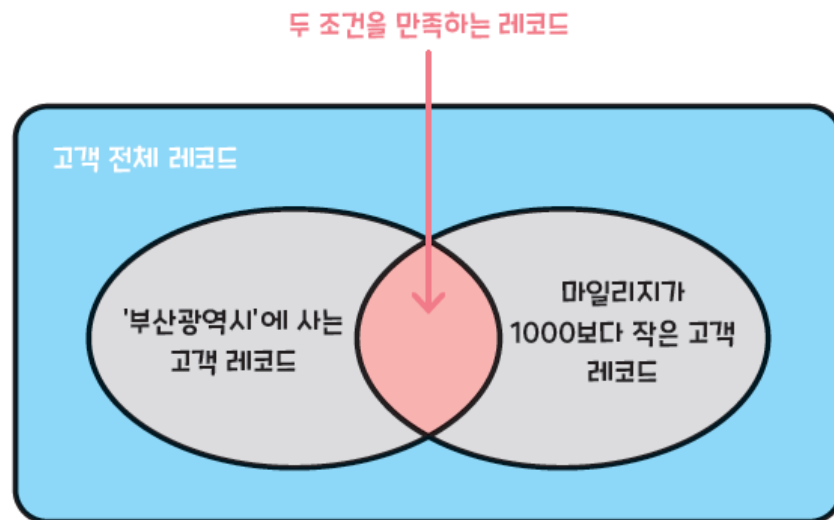 두 조건을 만족하는 레코드
고객 전체 레코드
'부산광역시'에 사는
고객 레코드
마일리지가
1000보다 작은 고객
레코드